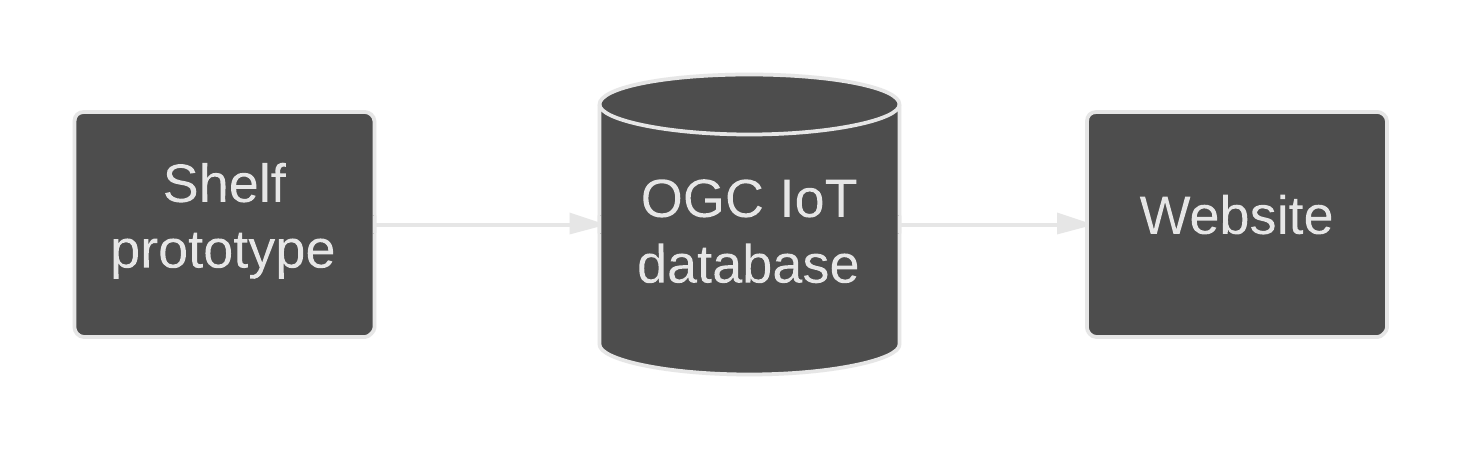 Shelf
prototype
OGC IoT
database
Website